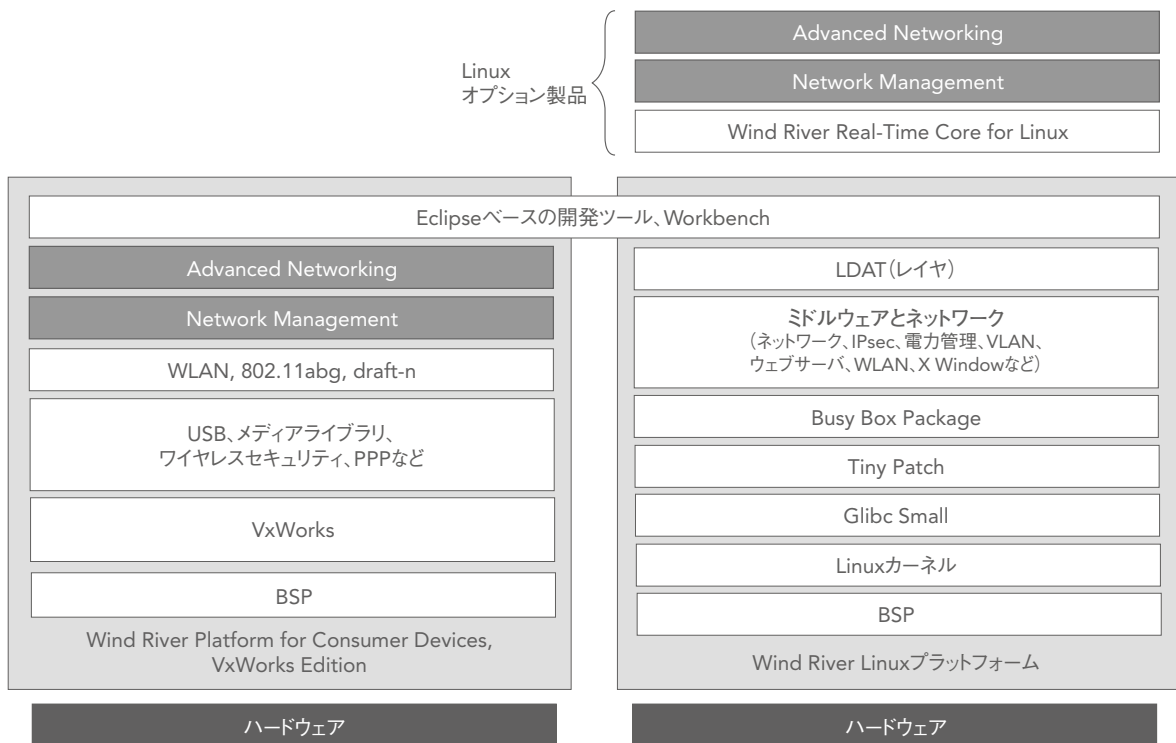 Linux
オプション製品
Advanced Networking
Network Management
Wind River Real-Time Core for Linux
Eclipseベースの開発ツール、Workbench
Advanced Networking
Network Management
WLAN, 802.11abg, draft-n
USB、メディアライブラリ、
ワイヤレスセキュリティ、PPPなど
VxWorks
BSP
Wind River Platform for Consumer Devices,
VxWorks Edition
ハードウェア
LDAT（レイヤ）
ミドルウェアとネットワーク
（ネットワーク、IPsec、電力管理、VLAN、
ウェブサーバ、WLAN、X Windowなど）
Busy Box Package
Tiny Patch
Glibc Small
Linuxカーネル
BSP
Wind River Linuxプラットフォーム
ハードウェア